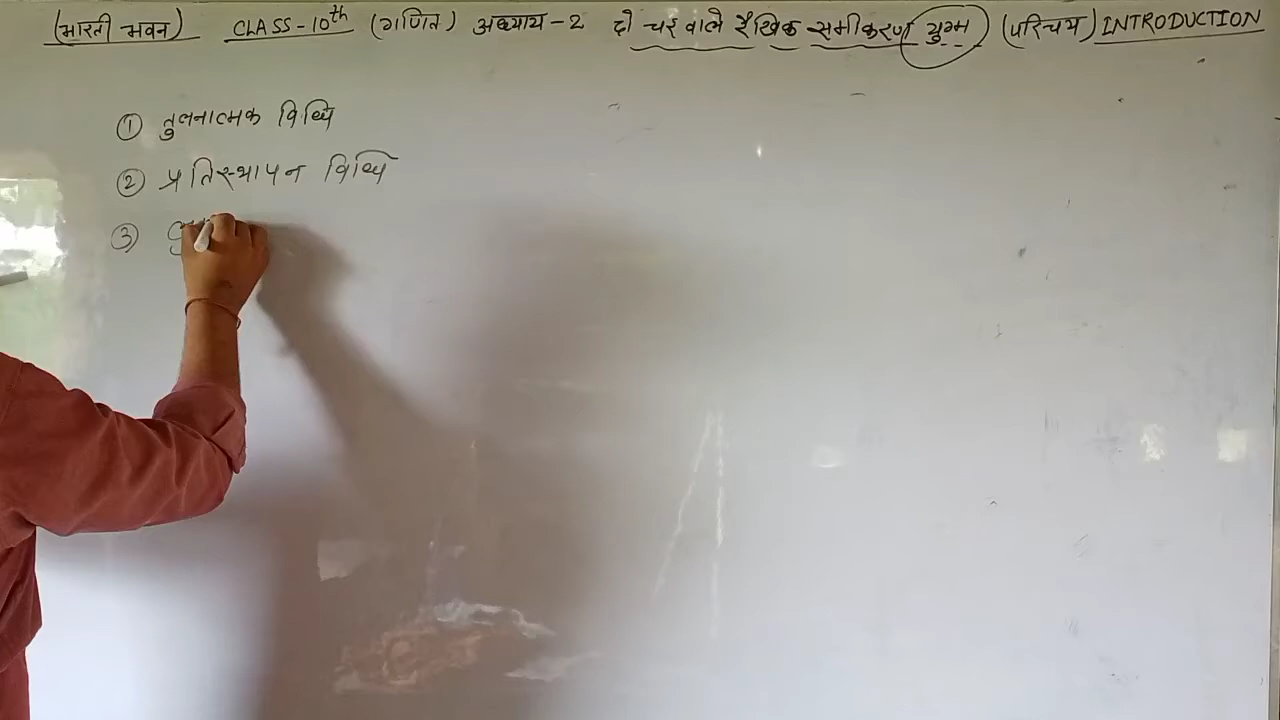 (भारती भवन) CLASS-10th (गणित) अध्याय-2 दो चर वाले रैखिक समीकरण युग्म (परिचय) INTRODUCTION
① तुलनात्मक विधि
② प्रतिस्थापन विधि
③